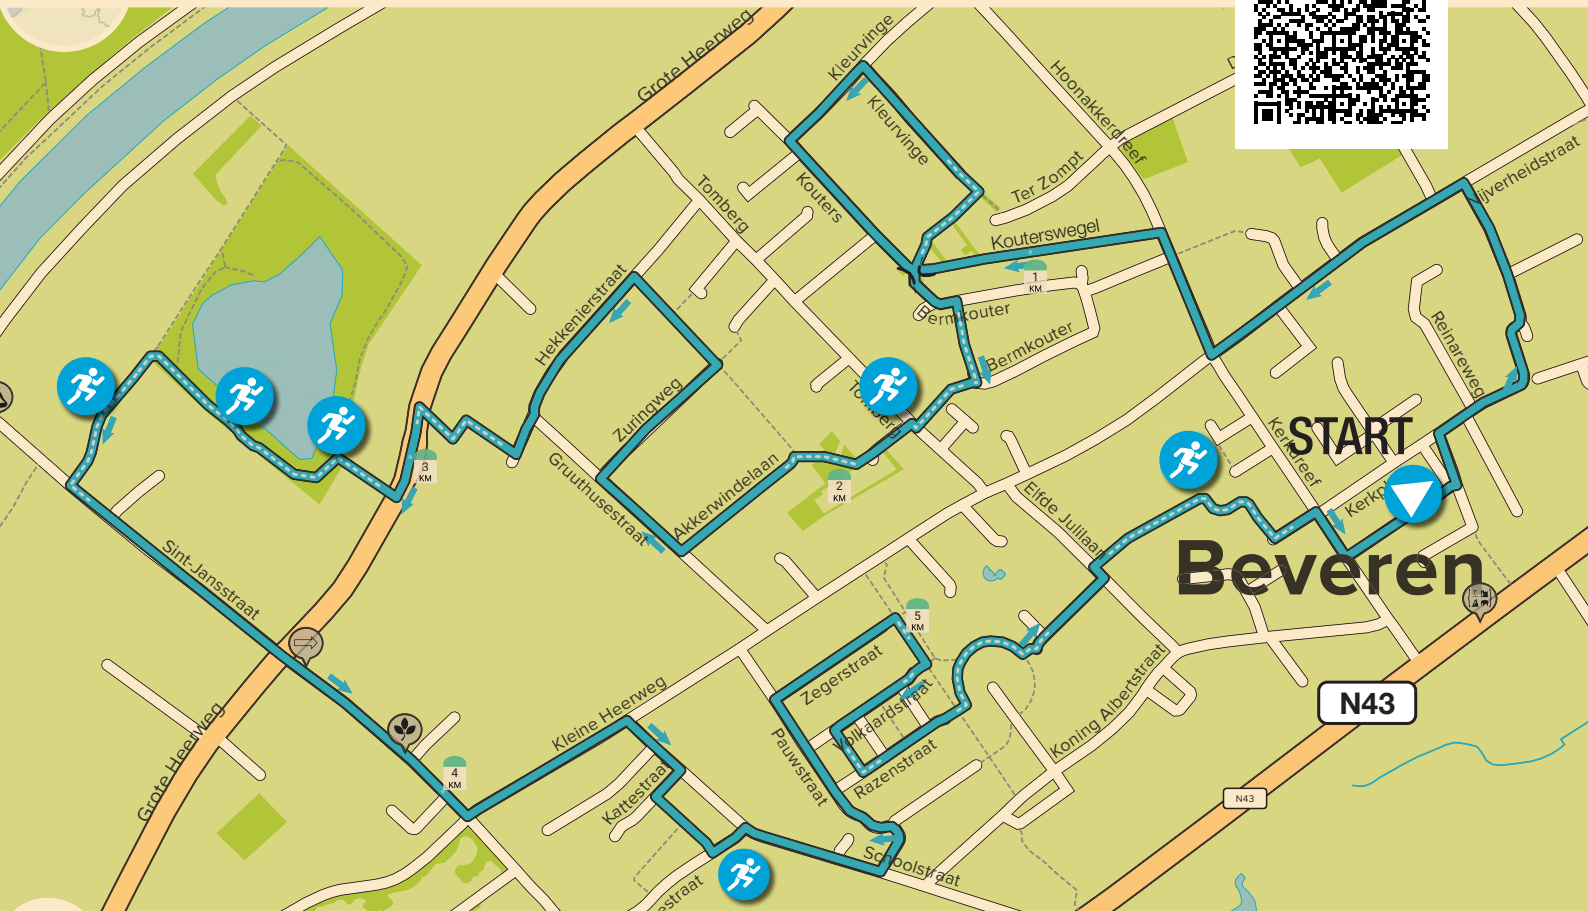 Grote Heerweg
Kleurvinge
Hoonakkerdreef
Kleurvinge
Nijverheidstraat
Ter Zompt
Tomberg
Kouters
Kouterswegel
1
KM
Hekkenierstraat
Bermkouter
Bermkouter
Reinareweg
Zuringweg
Tomberg
START
Kerkdreef
3
KM
Gruuthusestraat
Akkerwindelaan
2
KM
Elfde Juliilaan
Beveren
Sint-Jansstraat
5
KM
Zegerstraat
Volkaardstraat
Koning Albertstraat
N43
Grote Heerweg
Kleine Heerweg
Pauwstraat
Razenstraat
4
KM
Kattestraat
N43
Schoolstraat